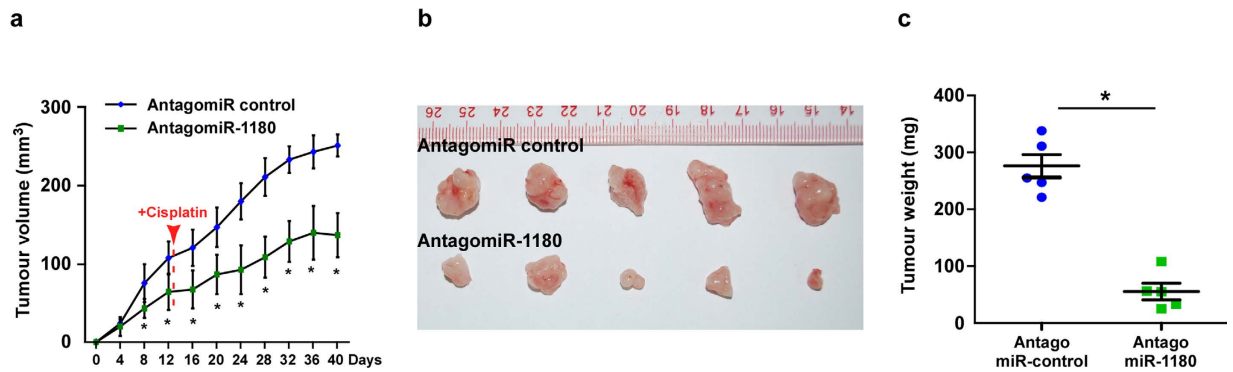 a
b
c
Tumour volume (mm³)
300
200
100
0
AntagomiR control
AntagomiR-1180
+Cisplatin
*
*
*
*
*
*
*
*
*
0 4 8 12 16 20 24 28 32 36 40 Days
26 25 24 23 22 21 20 19 18 17 16 15 14
AntagomiR control
AntagomiR-1180
Tumour weight (mg)
400
300
200
100
0
*
Antago
miR-control
Antago
miR-1180